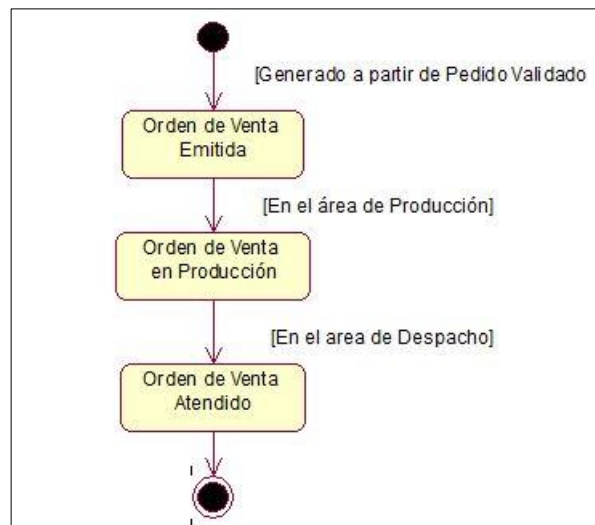 [Generado a partir de Pedido Validado
Orden de Venta
Emitida
[En el área de Producción]
Orden de Venta
en Producción
[En el area de Despacho]
Orden de Venta
Atendido